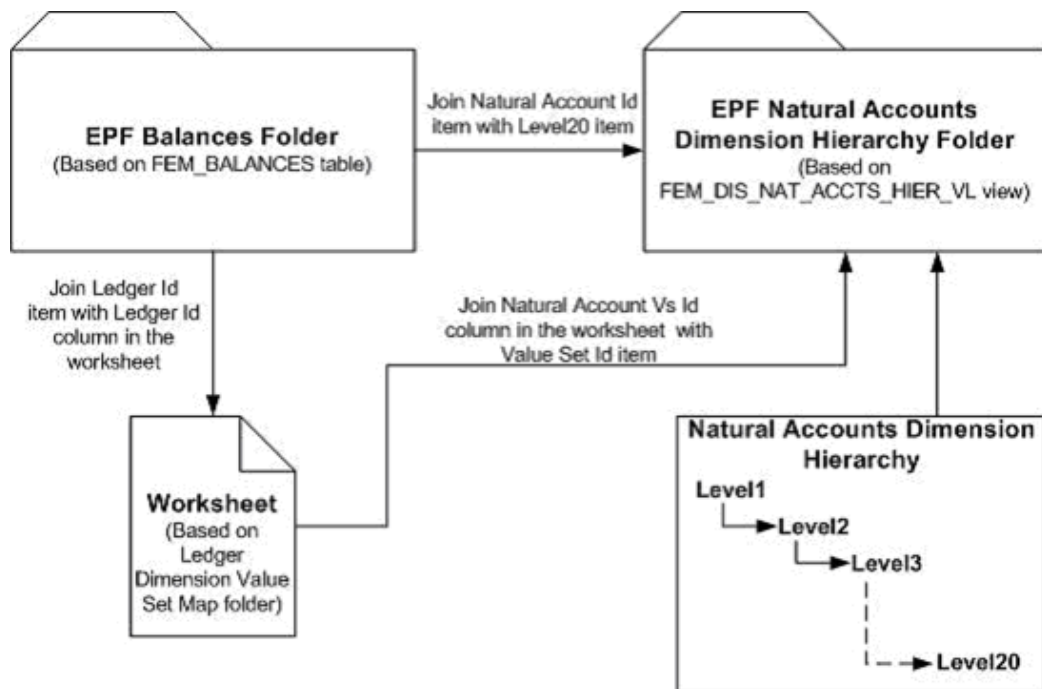 EPF Balances Folder
(Based on FEM_BALANCES table)
Join Natural Account Id
item with Level20 item
EPF Natural Accounts
Dimension Hierarchy Folder
(Based on
FEM_DIS_NAT_ACCTS_HIER_VL view)
Join Ledger Id
item with Ledger Id
column in the
worksheet
Join Natural Account Vs Id
column in the worksheet with
Value Set Id item
Worksheet
(Based on
Ledger
Dimension Value
Set Map folder)
Natural Accounts Dimension
Hierarchy
Level1
Level2
Level3
Level20